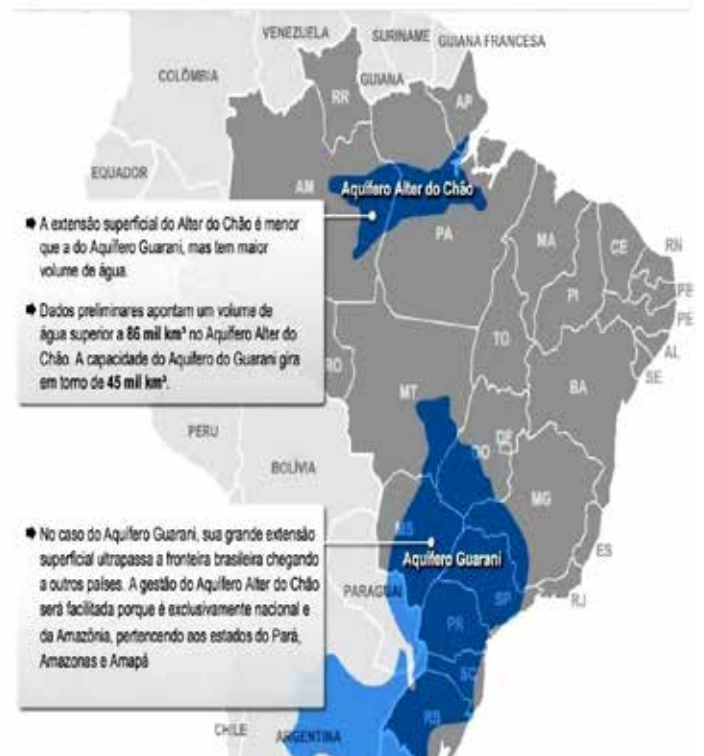 VENEZUELA
SURINAME
GUIANA FRANCESA
COLÔMBIA
GUIANA
RR
AP
EQUADOR
AM
Aquífero Alter do Chão
PA
MA
CE
RN
PI
PB
PE
AL
SE
TO
BA
RO
MT
➧ A extensão superficial do Alter do Chão é menor
que a do Aquífero Guarani, mas tem maior
volume de água.
➧ Dados preliminares apontam um volume de
água superior a 86 mil km³ no Aquífero Alter do
Chão. A capacidade do Aquífero do Guarani gira
em torno de 45 mil km³.
PERU
BOLÍVIA
GO
DF
MG
ES
RJ
➧ No caso do Aquífero Guarani, sua grande extensão
superficial ultrapassa a fronteira brasileira chegando
a outros países. A gestão do Aquífero Alter do Chão
será facilitada porque é exclusivamente nacional e
da Amazônia, pertencendo aos estados do Pará,
Amazonas e Amapá
MS
Aquífero Guarani
PARAGUAI
SP
PR
SC
RS
CHILE
ARGENTINA